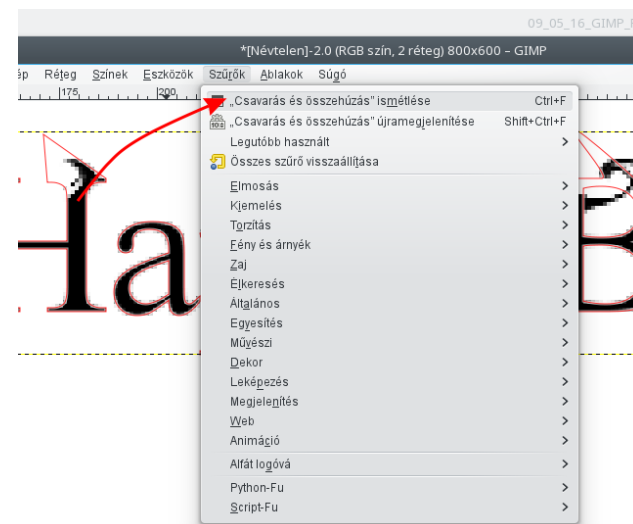 09_05_16_GIMP_
*[Névtelen]-2.0 (RGB szín, 2 réteg) 800x600 – GIMP
ép Réteg Színek Eszközök Szűrők Ablakok Súgó
175 200
„Csavarás és összehúzás” ismétlése Ctrl+F
„Csavarás és összehúzás” újramegjelenítése Shift+Ctrl+F
Legutóbb használt
Összes szűrő visszaállítása
Elmosás
Kiemelés
Torzítás
Fény és árnyék
Zaj
Élkeresés
Általános
Egyesítés
Művészi
Dekor
Leképezés
Megjelenítés
Web
Animáció
Alfát logóvá
Python-Fu
Script-Fu
Ha B